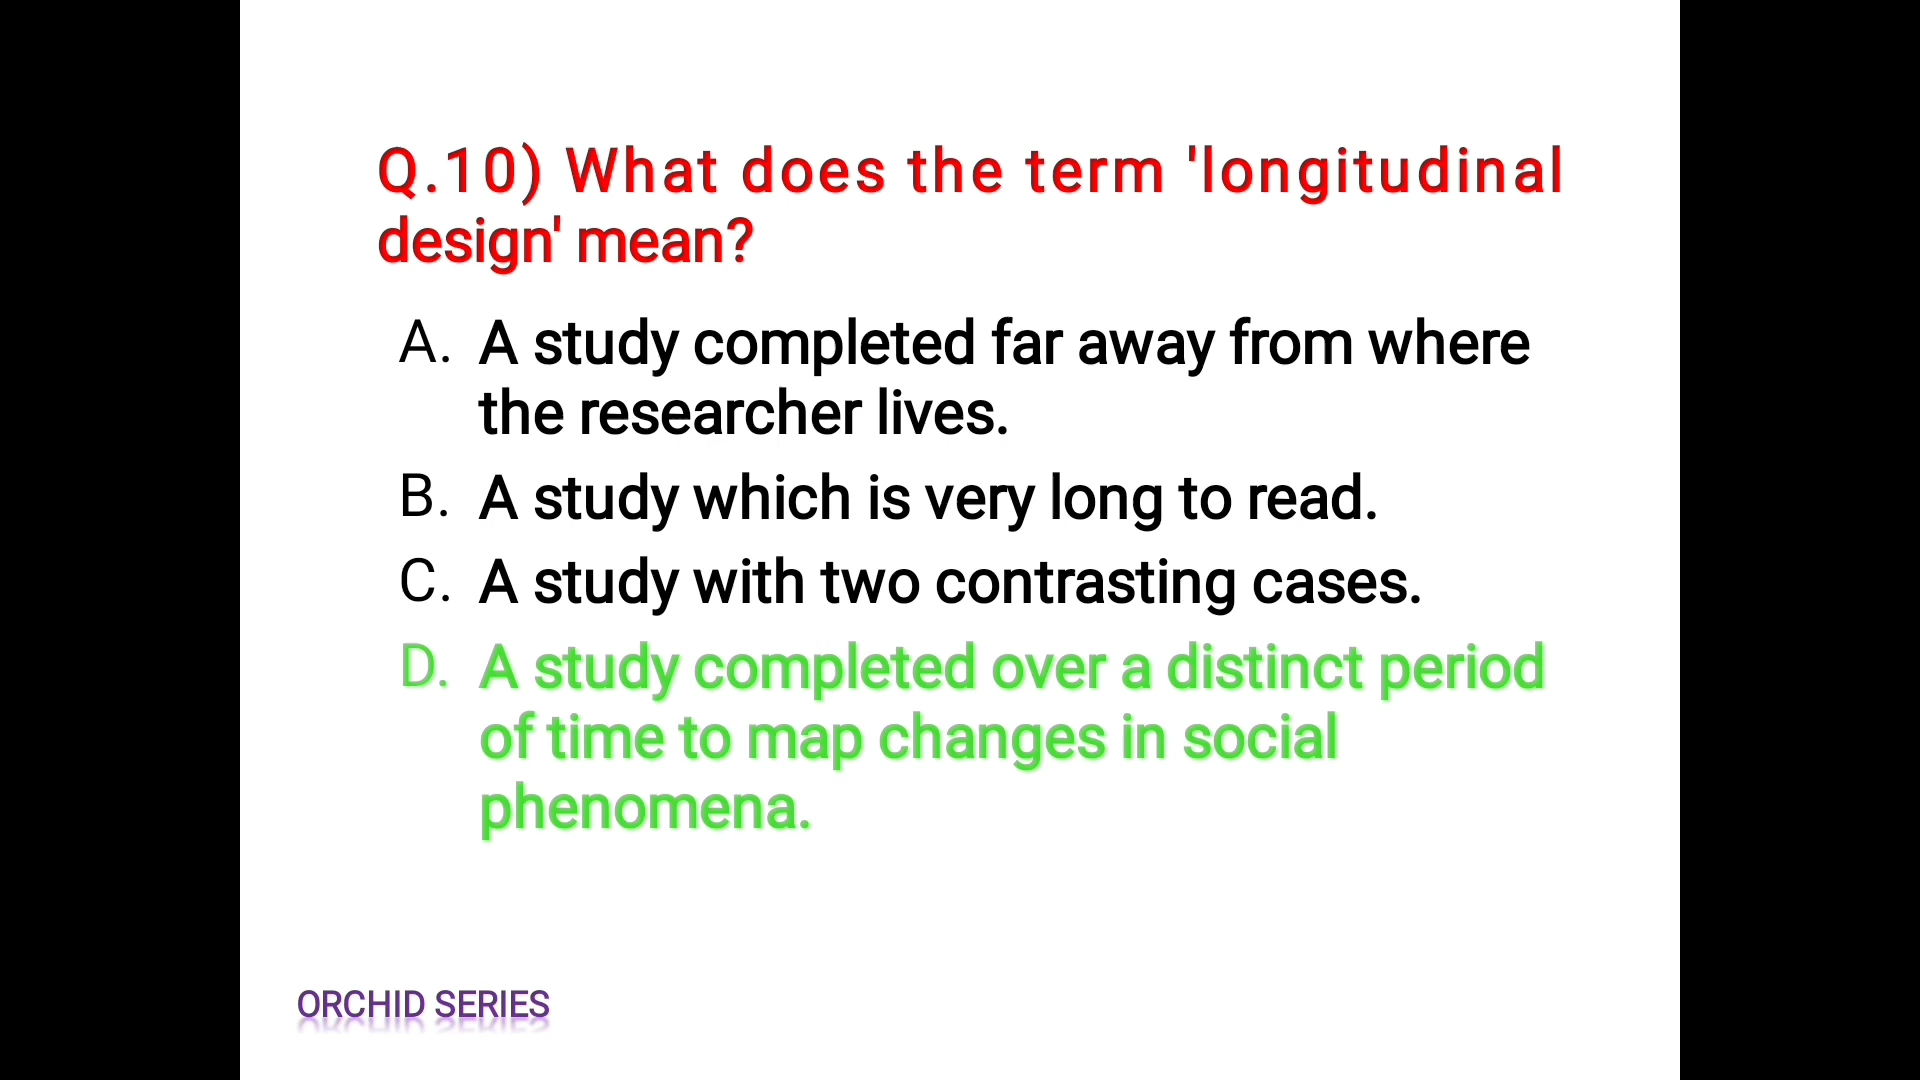 Q.10) What does the term 'longitudinal
design' mean?
A. A study completed far away from where
the researcher lives.
B. A study which is very long to read.
C. A study with two contrasting cases.
D. A study completed over a distinct period
of time to map changes in social
phenomena.
ORCHID SERIES